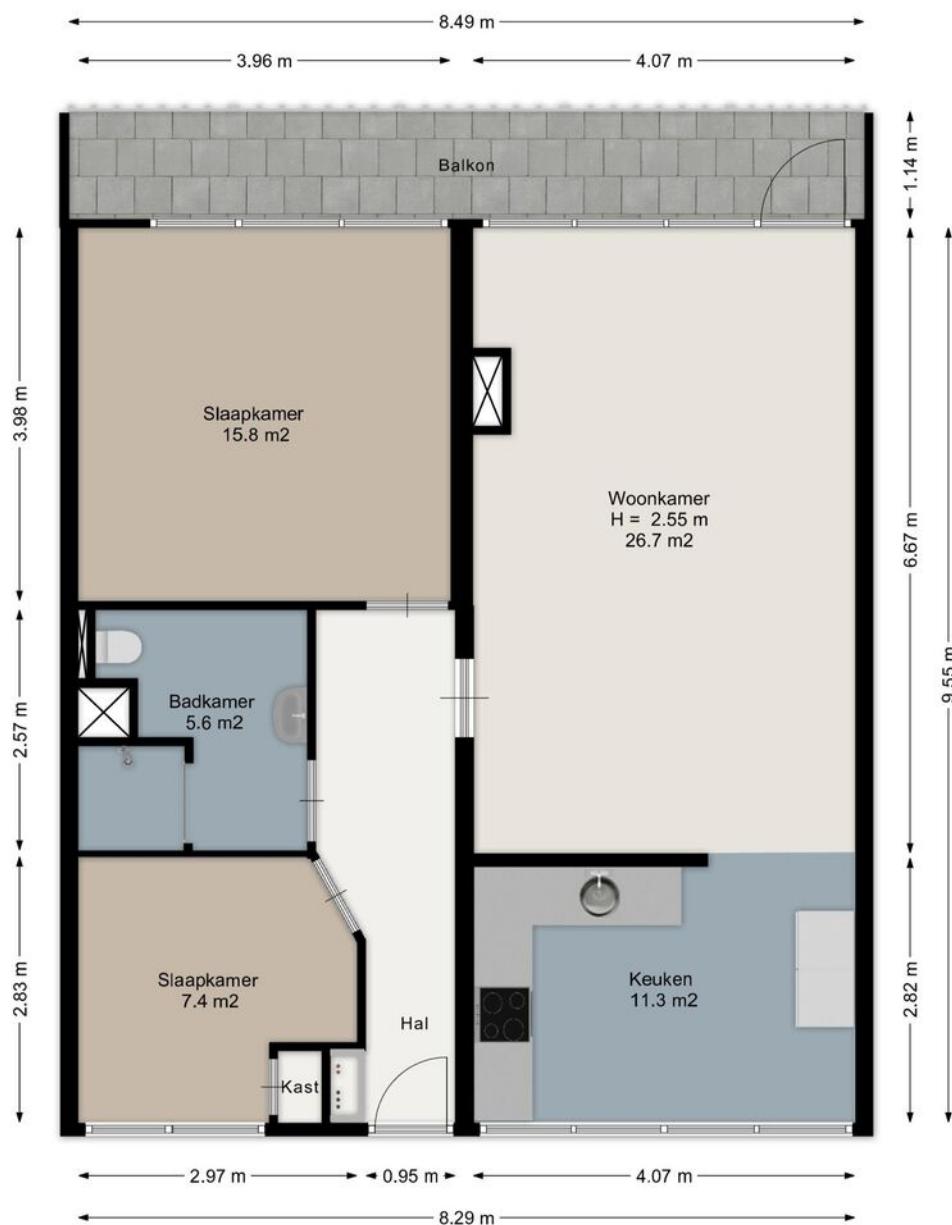 8.49 m
3.96 m
4.07 m
Balkon
1.14 m
3.98 m
Slaapkamer
15.8 m2
Woonkamer
H = 2.55 m
26.7 m2
6.67 m
9.55 m
2.57 m
Badkamer
5.6 m2
2.83 m
Slaapkamer
7.4 m2
Keuken
11.3 m2
2.82 m
Hal
Kast
2.97 m
0.95 m
4.07 m
8.29 m